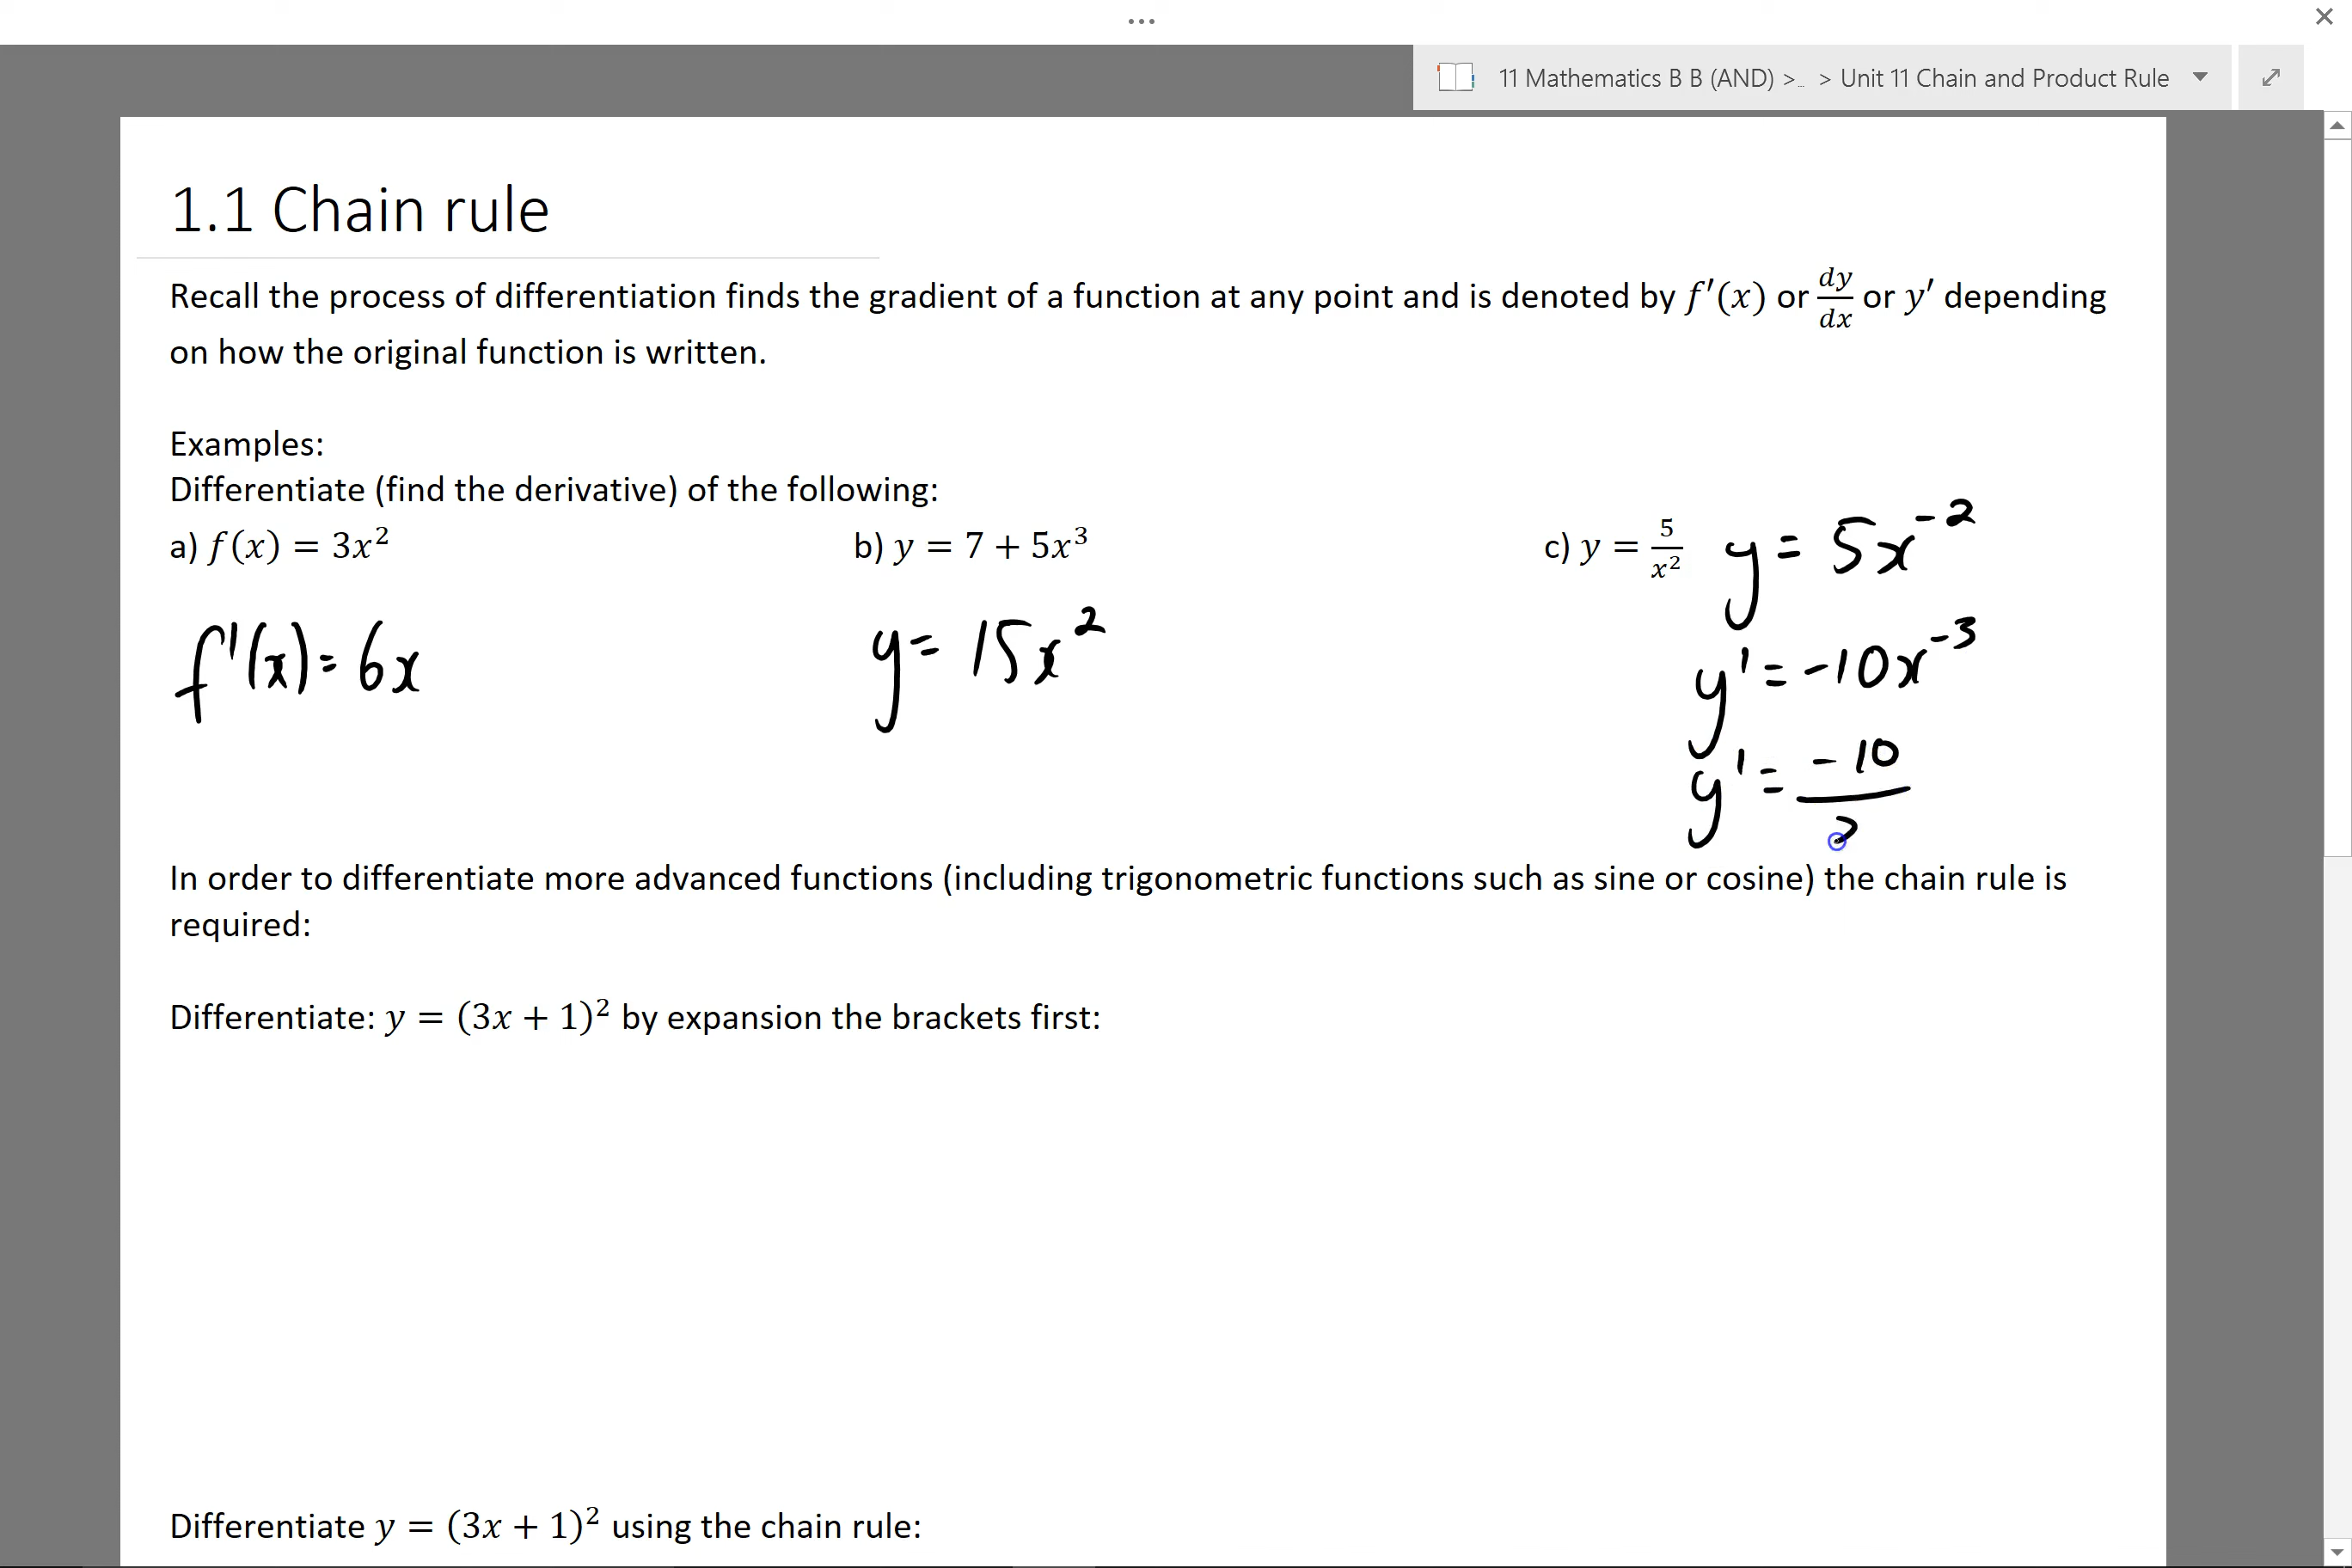 ...
11 Mathematics B B (AND) >... > Unit 11 Chain and Product Rule
1.1 Chain rule
Recall the process of differentiation finds the gradient of a function at any point and is denoted by f′(x) or dy/dx or y′ depending
on how the original function is written.
Examples:
Differentiate (find the derivative) of the following:
a) f(x) = 3x² b) y = 7 + 5x³ c) y = 5/x² y = 5x⁻²
f'(x) = 6x y = 15x² y' = -10x⁻³
y' = -10/
In order to differentiate more advanced functions (including trigonometric functions such as sine or cosine) the chain rule is
required:
Differentiate: y = (3x + 1)² by expansion the brackets first:
Differentiate y = (3x + 1)² using the chain rule: